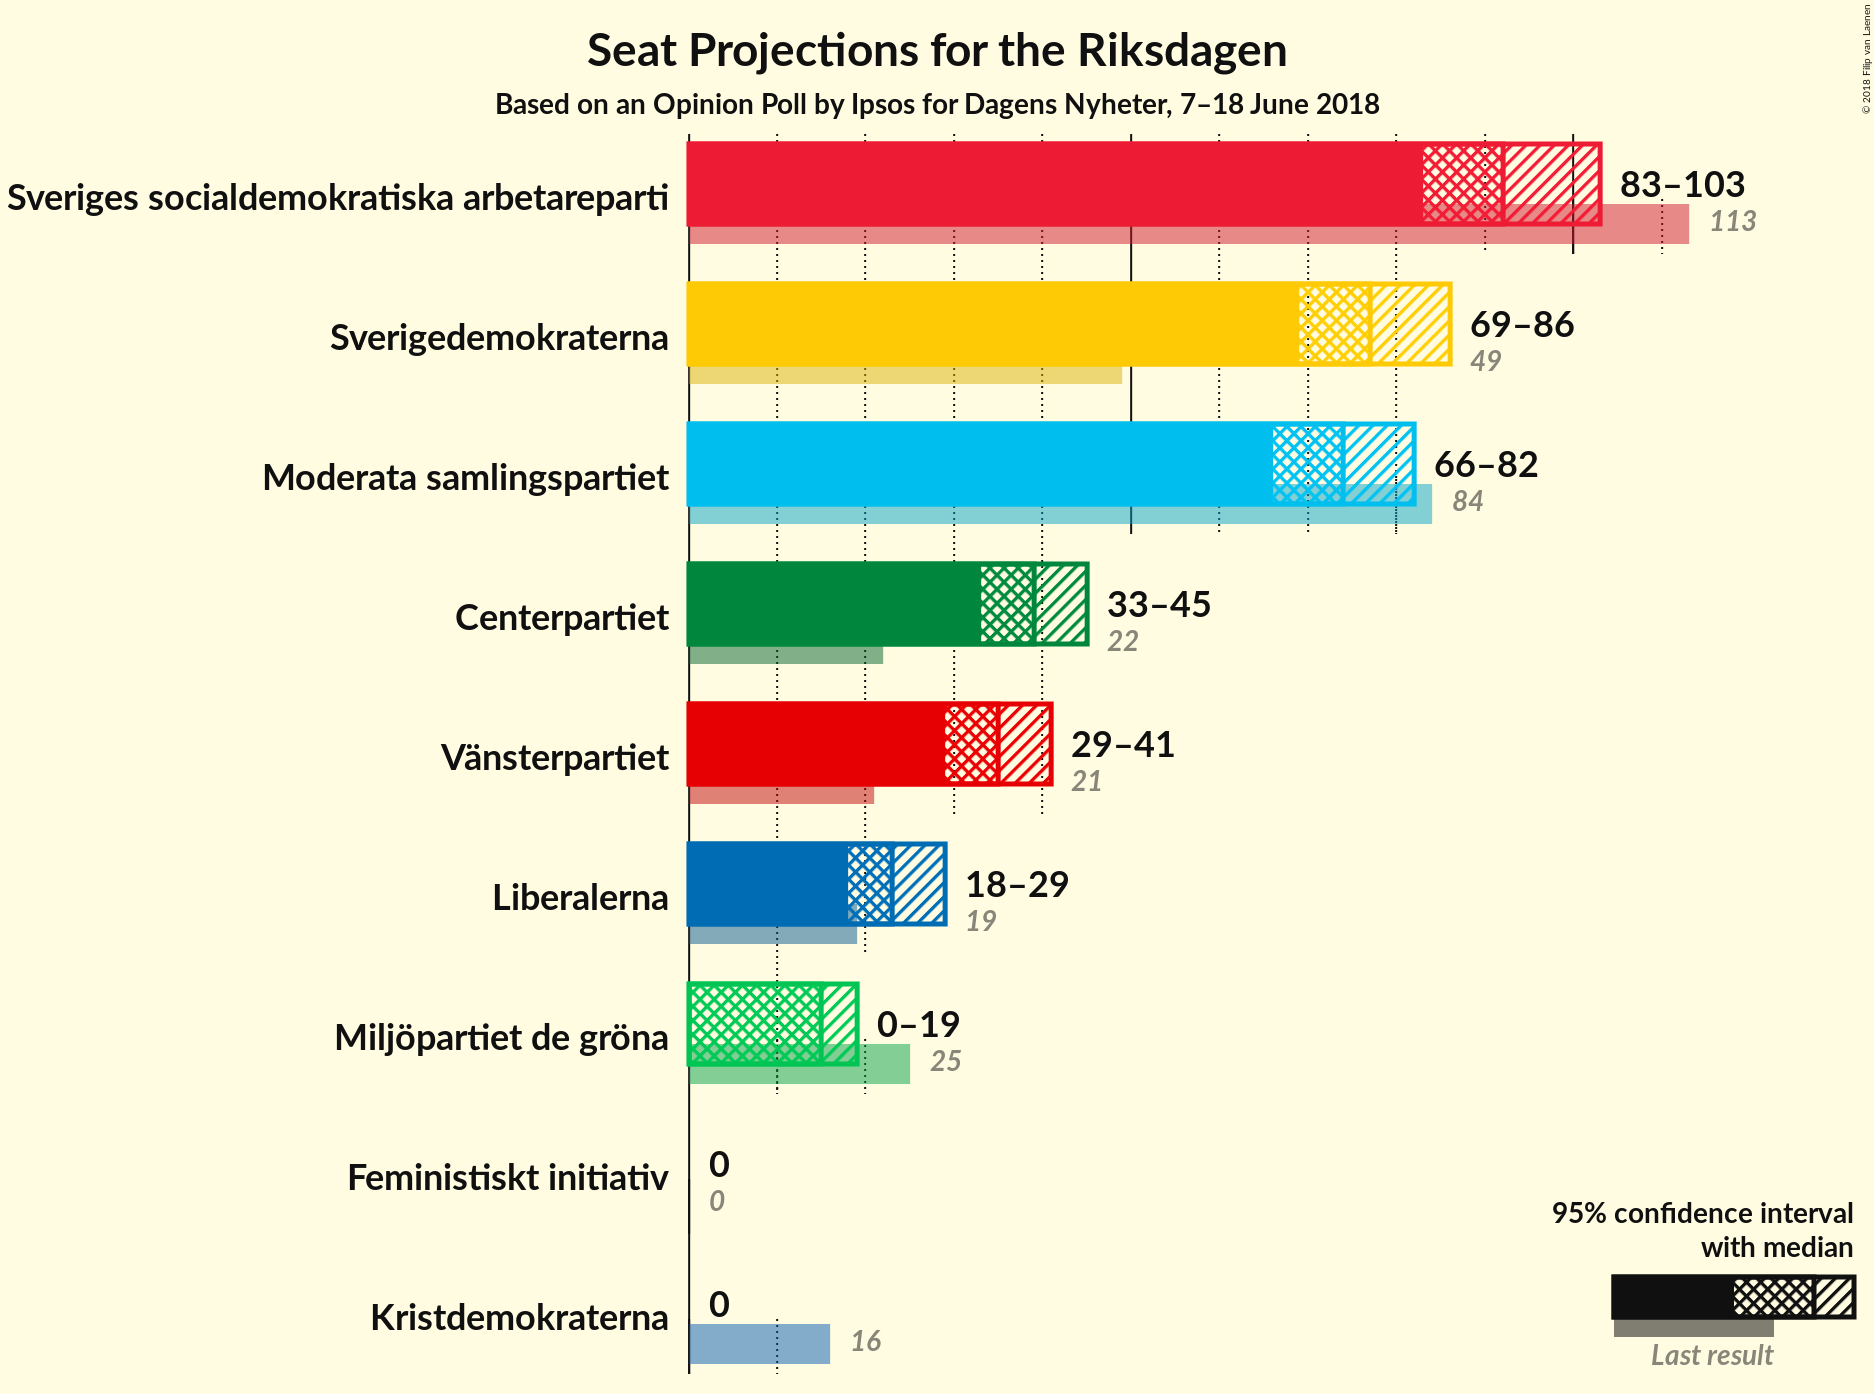 Seat Projections for the Riksdagen
Based on an Opinion Poll by Ipsos for Dagens Nyheter, 7–18 June 2018
© 2018 Filip van Laenen
Sveriges socialdemokratiska arbetareparti
83–103
113
Sverigedemokraterna
69–86
49
Moderata samlingspartiet
66–82
84
Centerpartiet
33–45
22
Vänsterpartiet
29–41
21
Liberalerna
18–29
19
Miljöpartiet de gröna
0–19
25
Feministiskt initiativ
0
0
Kristdemokraterna
0
16
95% confidence interval
with median
Last result